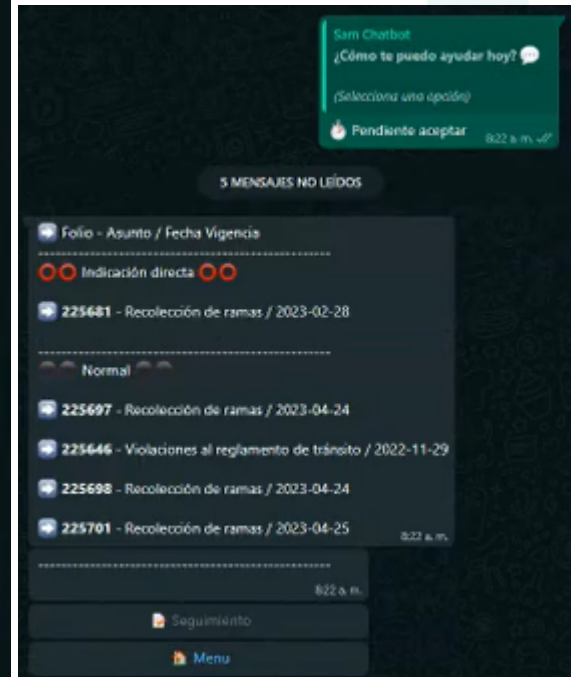 Sam Chatbot
¿Cómo te puedo ayudar hoy? 💬
(Selecciona una opción)
Pendiente aceptar
8:22 a. m.
5 MENSAJES NO LEÍDOS
➡️ Folio - Asunto / Fecha Vigencia
------------------------------------------------
⭕⭕ Indicación directa ⭕⭕
➡️ 225681 - Recolección de ramas / 2023-02-28
------------------------------------------------
Normal
➡️ 225697 - Recolección de ramas / 2023-04-24
➡️ 225646 - Violaciones al reglamento de tránsito / 2022-11-29
➡️ 225698 - Recolección de ramas / 2023-04-24
➡️ 225701 - Recolección de ramas / 2023-04-25
8:22 a. m.
------------------------------------------------
8:22 a. m.
Seguimiento
Menu